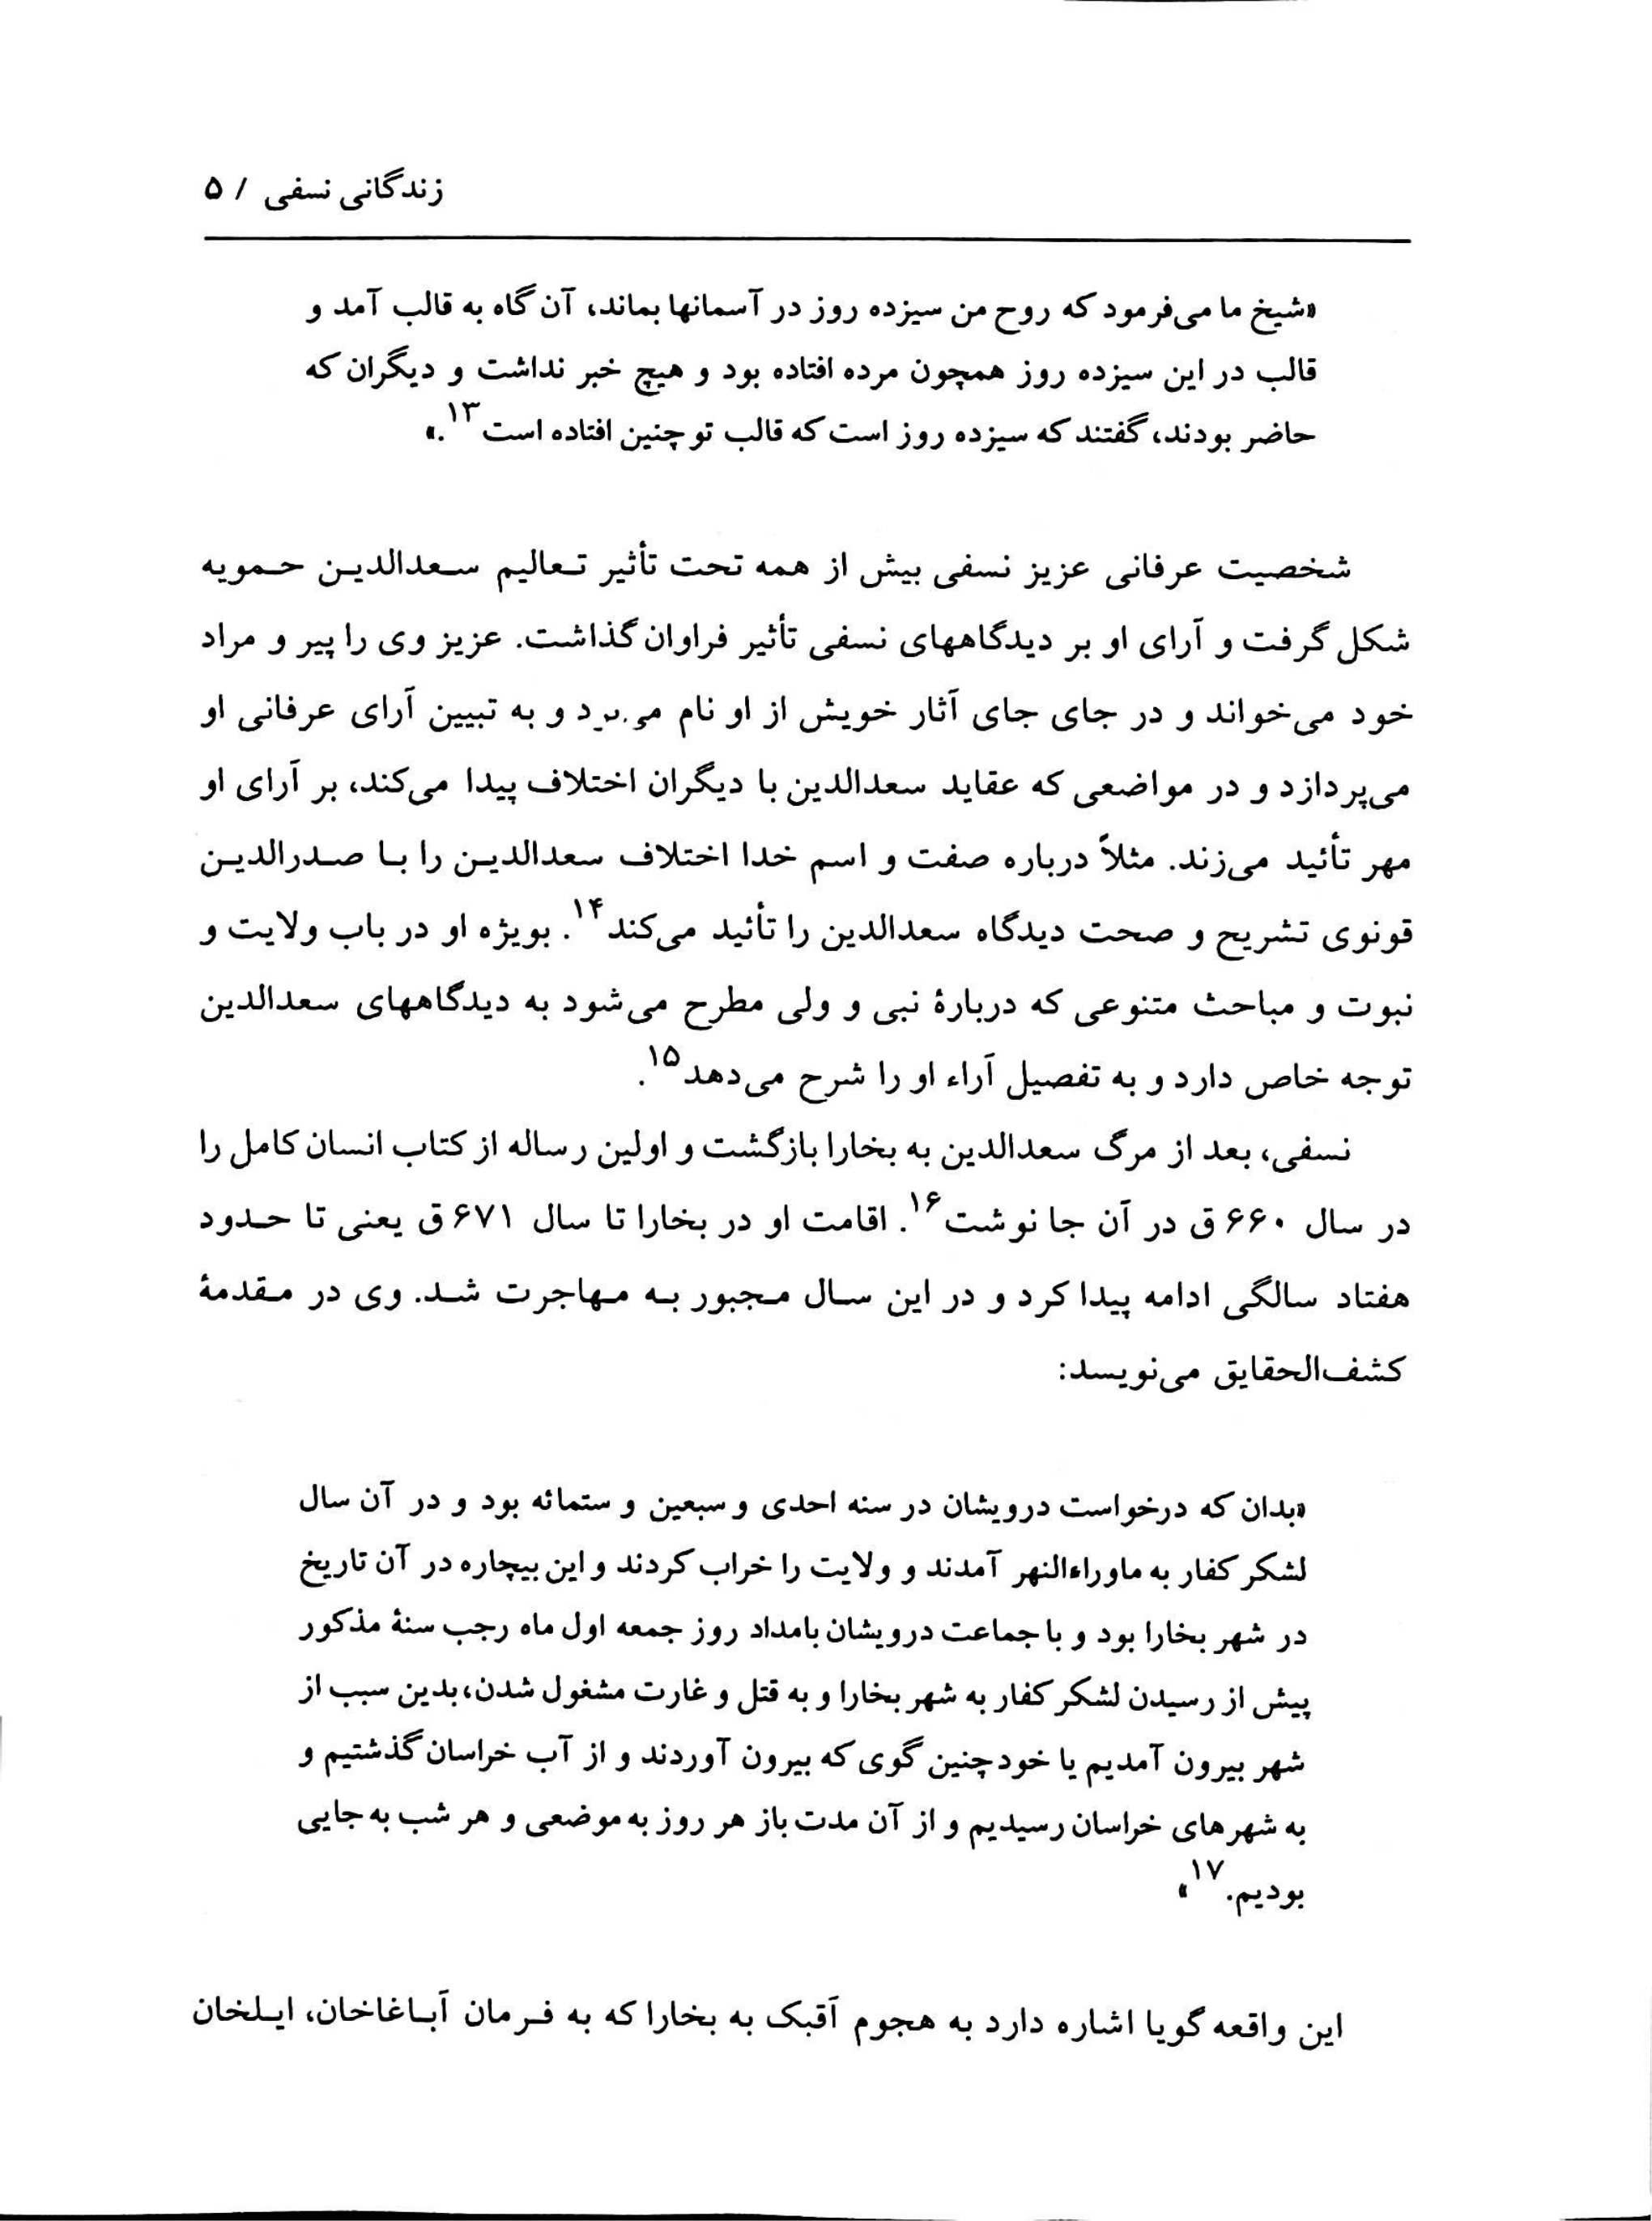 زندگانی نسفی / ۵
«شیخ ما می‌فرمود که روح من سیزده روز در آسمانها بماند، آن گاه به قالب آمد و
قالب در این سیزده روز همچون مرده افتاده بود و هیچ خبر نداشت و دیگران که
حاضر بودند، گفتند که سیزده روز است که قالب تو چنین افتاده است۱۳.»
شخصیت عرفانی عزیز نسفی بیش از همه تحت تأثیر تعالیم سعدالدین حمویه
شکل گرفت و آرای او بر دیدگاههای نسفی تأثیر فراوان گذاشت. عزیز وی را پیر و مراد
خود می‌خواند و در جای جای آثار خویش از او نام می‌برد و به تبیین آرای عرفانی او
می‌پردازد و در مواضعی که عقاید سعدالدین با دیگران اختلاف پیدا می‌کند، بر آرای او
مهر تأئید می‌زند. مثلاً درباره صفت و اسم خدا اختلاف سعدالدین را با صدرالدین
قونوی تشریح و صحت دیدگاه سعدالدین را تأئید می‌کند۱۴. بویژه او در باب ولایت و
نبوت و مباحث متنوعی که دربارهٔ نبی و ولی مطرح می‌شود به دیدگاههای سعدالدین
توجه خاص دارد و به تفصیل آراء او را شرح می‌دهد۱۵.
نسفی، بعد از مرگ سعدالدین به بخارا بازگشت و اولین رساله از کتاب انسان کامل را
در سال ۶۶۰ ق در آن جا نوشت۱۶. اقامت او در بخارا تا سال ۶۷۱ ق یعنی تا حدود
هفتاد سالگی ادامه پیدا کرد و در این سال مجبور به مهاجرت شد. وی در مقدمهٔ
کشف‌الحقایق می‌نویسد:
«بدان که درخواست درویشان در سنه احدی و سبعین و ستمائه بود و در آن سال
لشکر کفار به ماوراءالنهر آمدند و ولایت را خراب کردند و این بیچاره در آن تاریخ
در شهر بخارا بود و با جماعت درویشان بامداد روز جمعه اول ماه رجب سنهٔ مذکور
پیش از رسیدن لشکر کفار به شهر بخارا و به قتل و غارت مشغول شدن، بدین سبب از
شهر بیرون آمدیم یا خود چنین گوی که بیرون آوردند و از آب خراسان گذشتیم و
به شهرهای خراسان رسیدیم و از آن مدت باز هر روز به موضعی و هر شب به جایی
بودیم.۱۷»
این واقعه گویا اشاره دارد به هجوم آقبک به بخارا که به فرمان آباغاخان، ایلخان